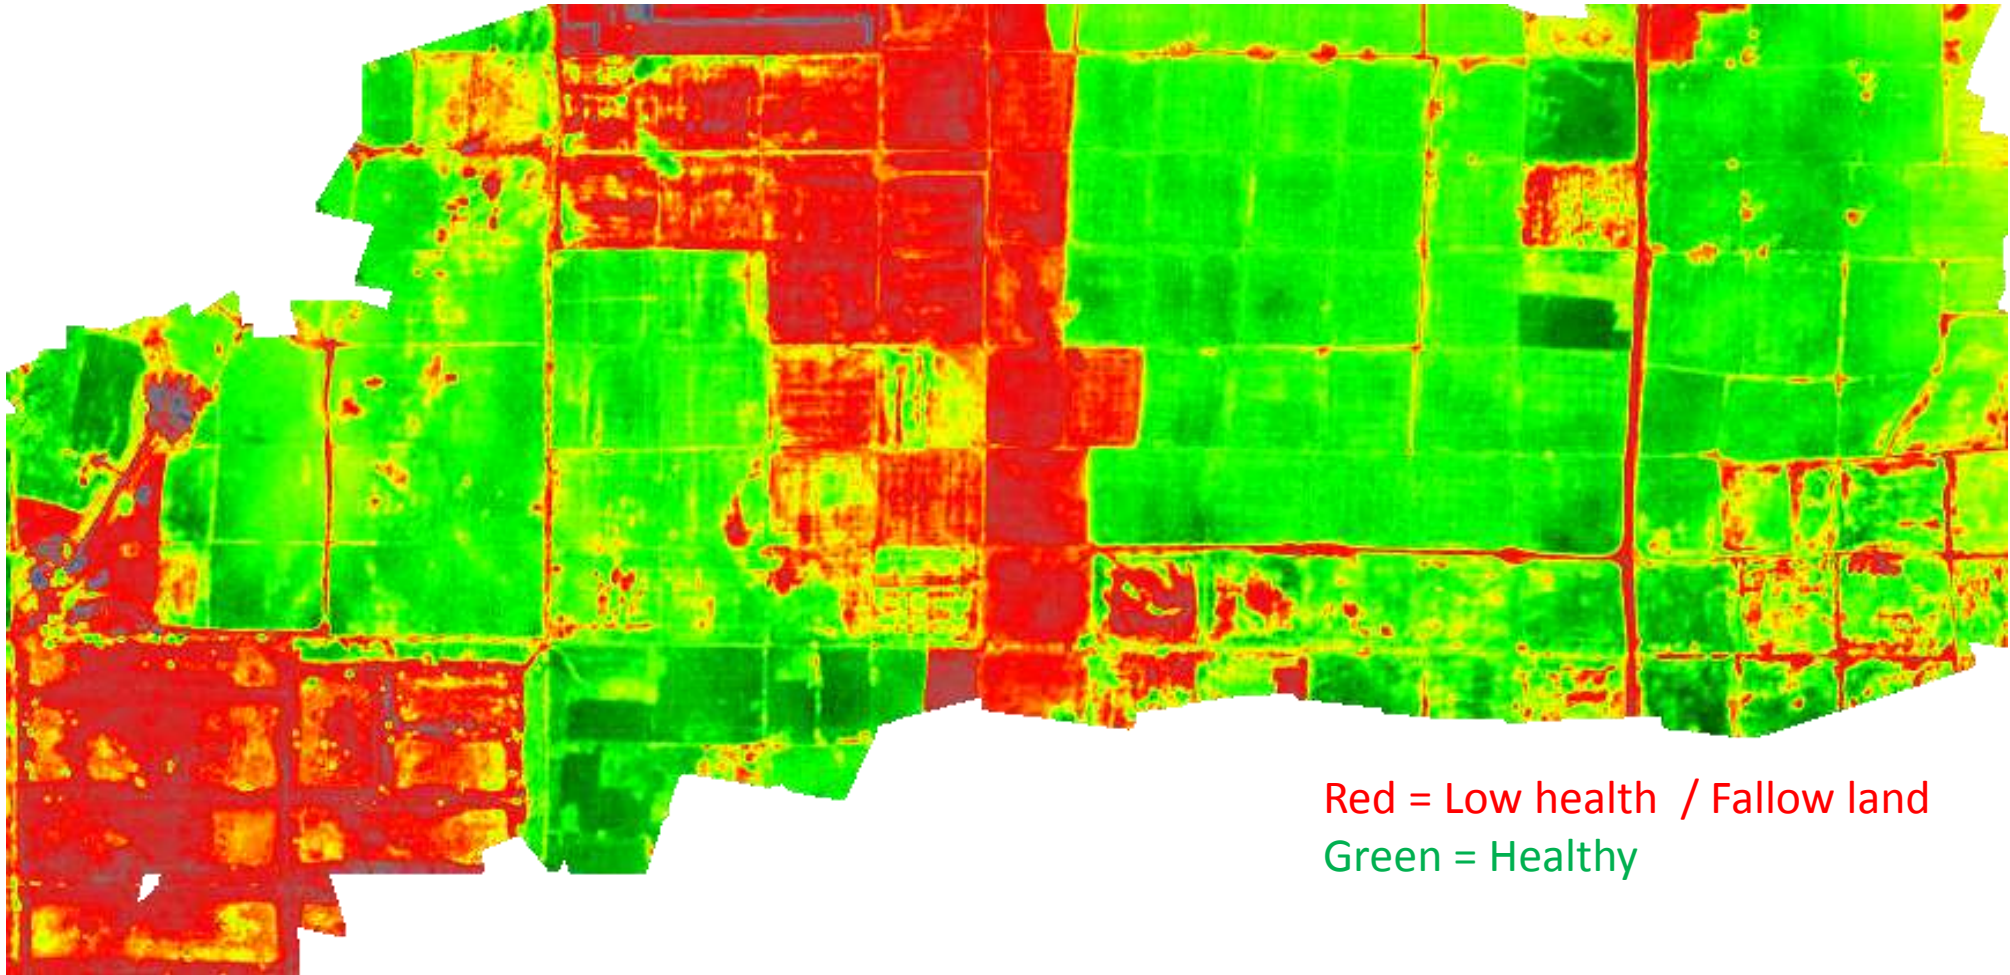 Red = Low health / Fallow land
Green = Healthy